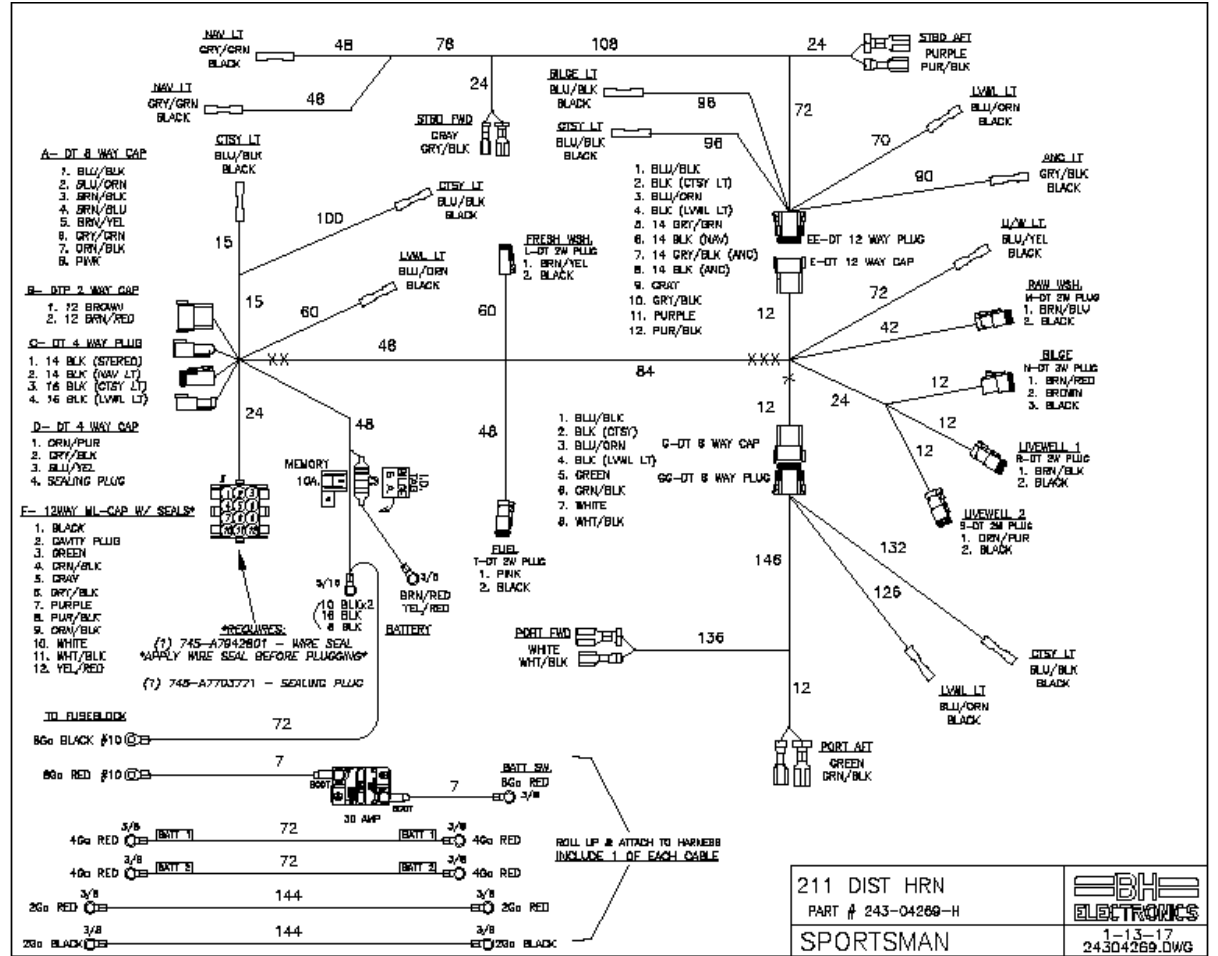 NAV LT
GRY/GRN
BLACK
48
78
108
24
STBD AFT
PURPLE
PUR/BLK
NAV LT
GRY/GRN
BLACK
46
24
STBD FWD
GRAY
GRY/BLK
BILGE LT
BLU/BLK
BLACK
96
CTSY LT
BLU/BLK
BLACK
96
72
LVWL LT
BLU/ORN
BLACK
70
ANC LT
GRY/BLK
BLACK
90
A- DT 8 WAY CAP
1. BLU/BLK
2. BLU/ORN
3. BRN/BLK
4. BRN/BLU
5. BRN/YEL
6. GRY/GRN
7. ORN/BLK
8. PINK
CTSY LT
BLU/BLK
BLACK
15
100
CTSY LT
BLU/BLK
BLACK
1. BLU/BLK
2. BLK (CTSY LT)
3. BLU/ORN
4. BLK (LVWL LT)
5. 14 GRY/GRN
6. 14 BLK (NAV)
7. 14 GRY/BLK (ANC)
8. 14 BLK (ANC)
9. GRAY
10. GRY/BLK
11. PURPLE
12. PUR/BLK
EE-DT 12 WAY PLUG
E-DT 12 WAY CAP
12
U/W LT.
BLU/YEL
BLACK
72
B- DTP 2 WAY CAP
1. 12 BROWN
2. 12 BRN/RED
15
LVWL LT
BLU/ORN
BLACK
60
FRESH WSH.
L-DT 2W PLUG
1. BRN/YEL
2. BLACK
60
RAW WSH.
M-DT 2W PLUG
1. BRN/BLU
2. BLACK
42
C- DT 4 WAY PLUG
1. 14 BLK (STEREO)
2. 14 BLK (NAV LT)
3. 16 BLK (CTSY LT)
4. 16 BLK (LVWL LT)
XX
48
84
XXX
X
BILGE
N-DT 3W PLUG
1. BRN/RED
2. BROWN
3. BLACK
24
12
12
12
D- DT 4 WAY CAP
1. ORN/PUR
2. GRY/BLK
3. BLU/YEL
4. SEALING PLUG
24
48
MEMORY
10A.
48
1. BLU/BLK
2. BLK (CTSY)
3. BLU/ORN
4. BLK (LVWL LT)
5. GREEN
6. GRN/BLK
7. WHITE
8. WHT/BLK
12
G-DT 8 WAY CAP
GG-DT 8 WAY PLUG
LIVEWELL 1
R-DT 2W PLUG
1. BRN/BLK
2. BLACK
LIVEWELL 2
S-DT 2W PLUG
1. ORN/PUR
2. BLACK
F- 12WAY ML-CAP W/ SEALS*
1. BLACK
2. CAVITY PLUG
3. GREEN
4. GRN/BLK
5. GRAY
6. GRY/BLK
7. PURPLE
8. PUR/BLK
9. ORN/BLK
10. WHITE
11. WHT/BLK
12. YEL/RED
5/16
10 BLKx2
16 BLK
8 BLK
3/8
BRN/RED
YEL/RED
BATTERY
FUEL
T-DT 2W PLUG
1. PINK
2. BLACK
146
132
126
*REQUIRES:
(1) 745-A7942801 - WIRE SEAL
*APPLY WIRE SEAL BEFORE PLUGGING*
(1) 745-A7703771 - SEALING PLUG
PORT FWD
WHITE
WHT/BLK
136
12
LVWL LT
BLU/ORN
BLACK
CTSY LT
BLU/BLK
BLACK
PORT AFT
GREEN
GRN/BLK
TO FUSEBLOCK
8Ga BLACK #10
72
8Ga RED #10
7
BOOT
BOOT
30 AMP
7
BATT SW.
8Ga RED
3/8
4Ga RED 3/8 BATT 1 72 BATT 1 3/8 4Ga RED
4Ga RED 3/8 BATT 2 72 BATT 2 3/8 4Ga RED
2Ga RED 3/8 144 3/8 2Ga RED
2Ga BLACK 3/8 144 3/8 2Ga BLACK
ROLL UP & ATTACH TO HARNESS
INCLUDE 1 OF EACH CABLE
211 DIST HRN
PART # 243-04269-H
SPORTSMAN
BH
ELECTRONICS
1-13-17
24304269.DWG